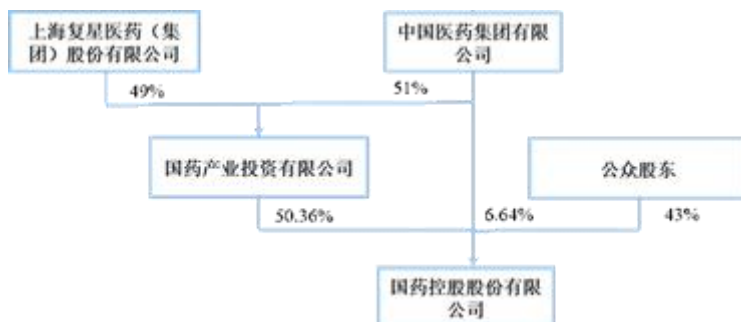 上海复星医药（集
团）股份有限公司
中国医药集团有限
公司
49%
51%
国药产业投资有限公司
公众股东
50.36%
6.64%
43%
国药控股股份有限
公司